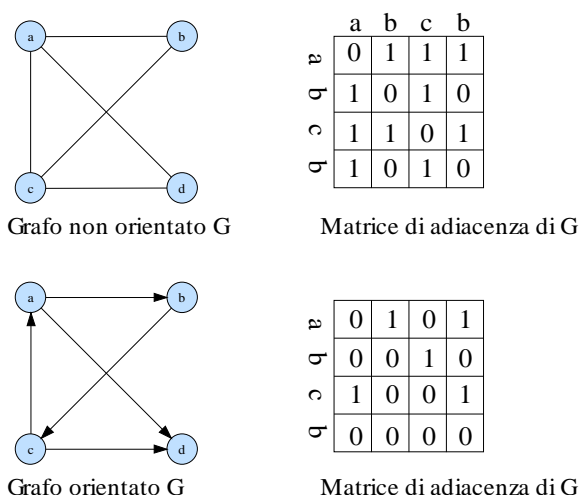 a b
a b c b
a 0 1 1 1
b 1 0 1 0
c 1 1 0 1
b 1 0 1 0
c d
Grafo non orientato G
Matrice di adiacenza di G
a b
a 0 1 0 1
b 0 0 1 0
c 1 0 0 1
b 0 0 0 0
c d
Grafo orientato G
Matrice di adiacenza di G